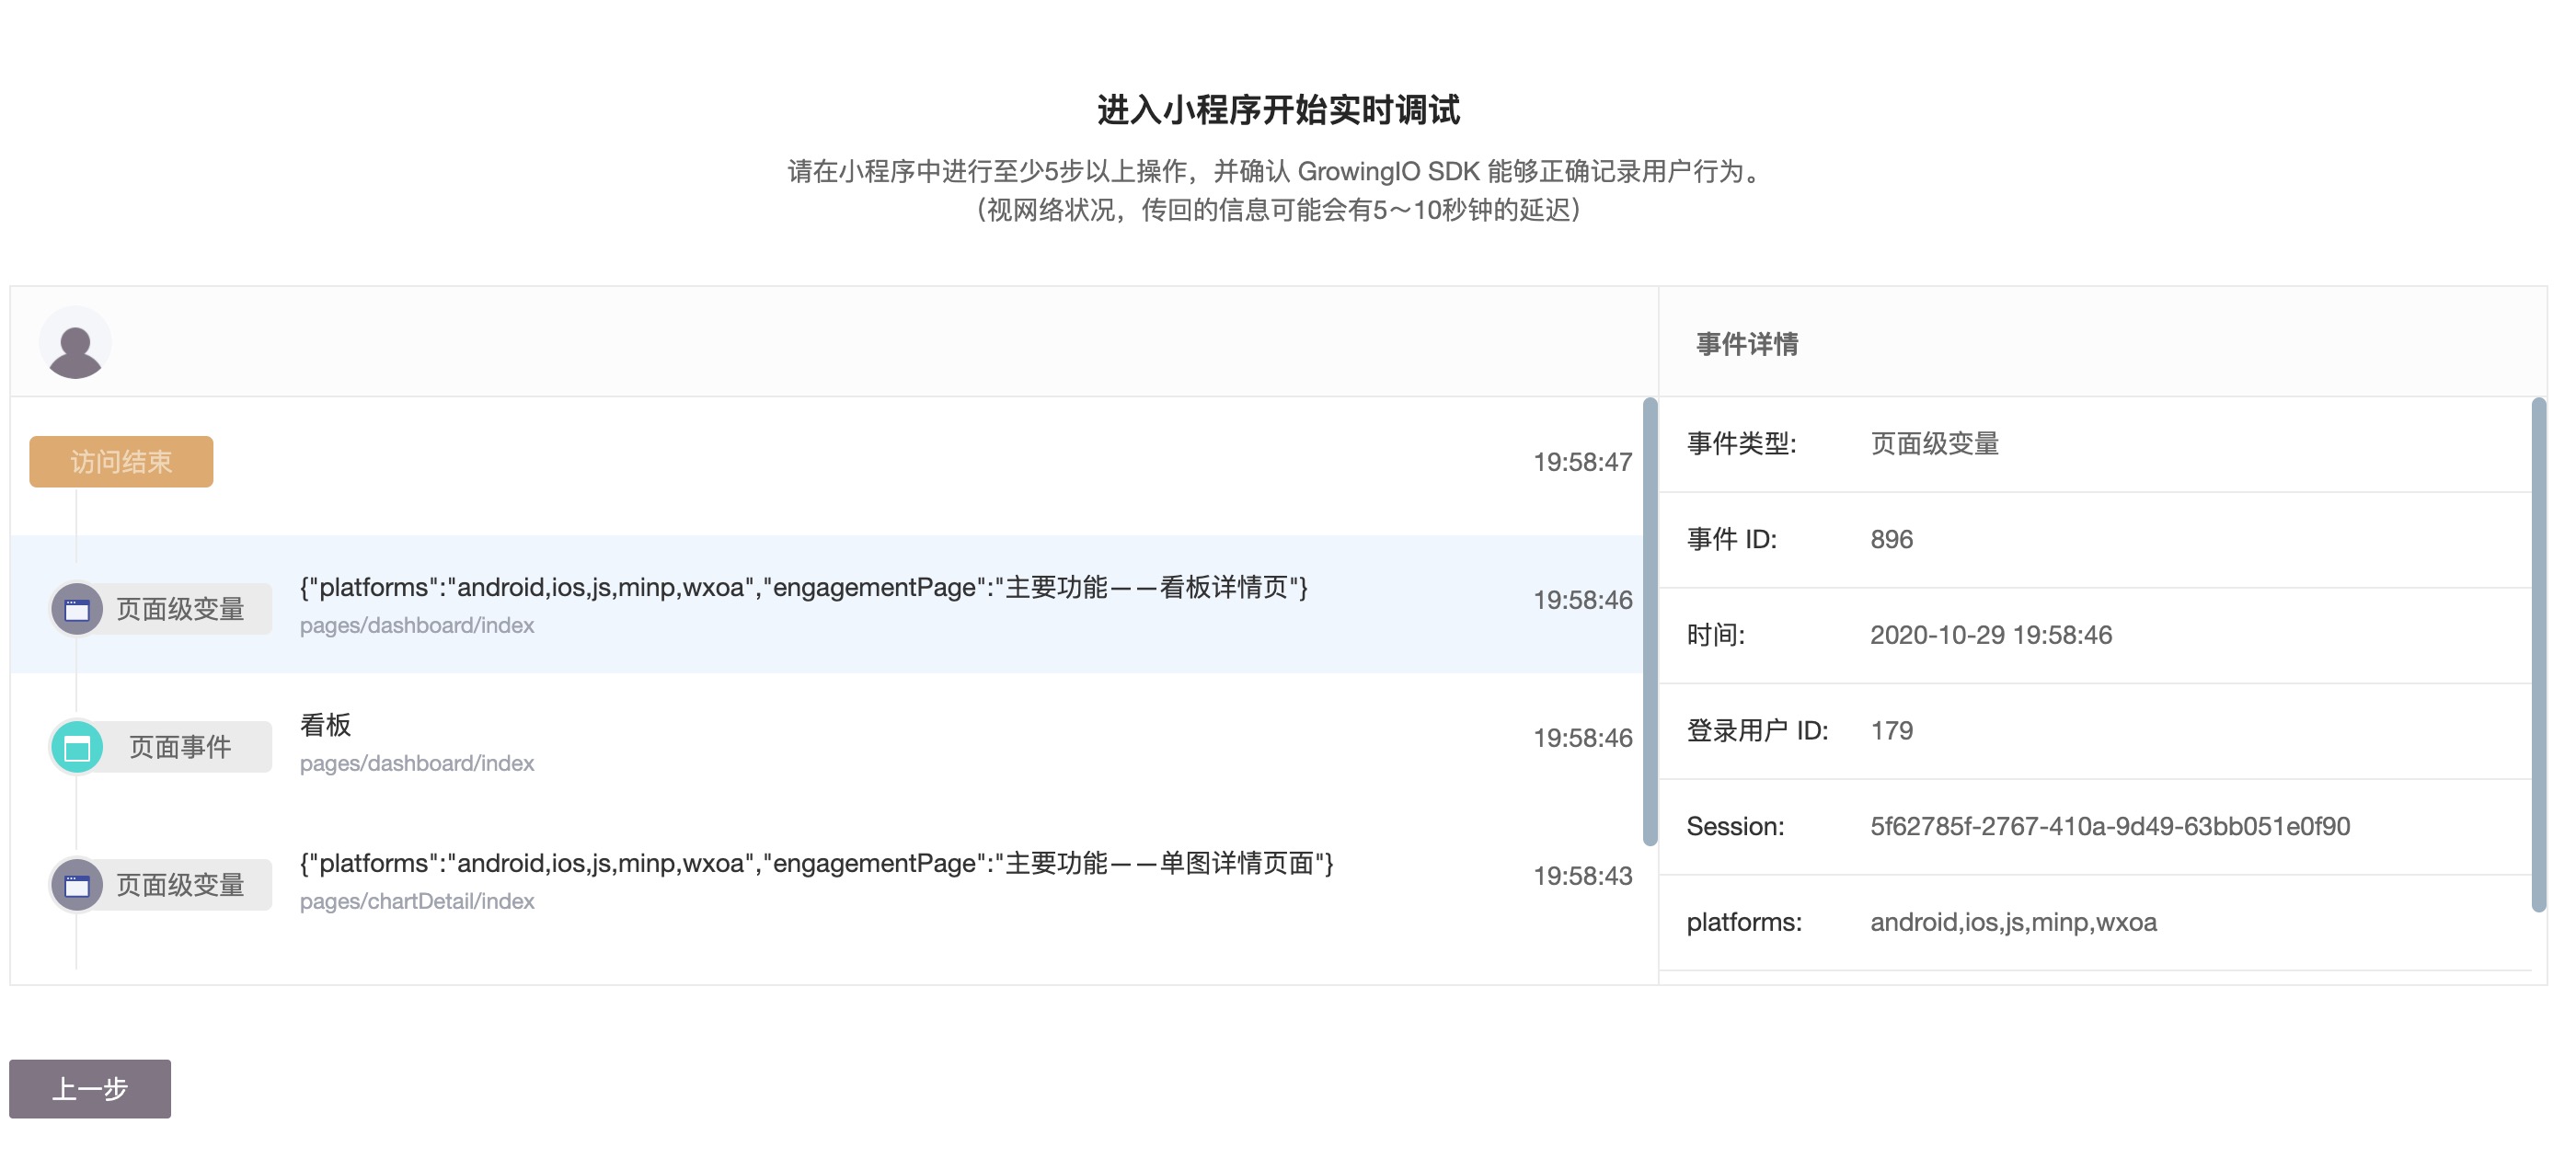 进入小程序开始实时调试
请在小程序中进行至少5步以上操作，并确认 GrowingIO SDK 能够正确记录用户行为。
（视网络状况，传回的信息可能会有5～10秒钟的延迟）
事件详情
访问结束
19:58:47
页面级变量
{"platforms":"android,ios,js,minp,wxoa","engagementPage":"主要功能——看板详情页"}
pages/dashboard/index
19:58:46
页面事件
看板
pages/dashboard/index
19:58:46
页面级变量
{"platforms":"android,ios,js,minp,wxoa","engagementPage":"主要功能——单图详情页面"}
pages/chartDetail/index
19:58:43
事件类型: 页面级变量
事件 ID: 896
时间: 2020-10-29 19:58:46
登录用户 ID: 179
Session: 5f62785f-2767-410a-9d49-63bb051e0f90
platforms: android,ios,js,minp,wxoa
上一步